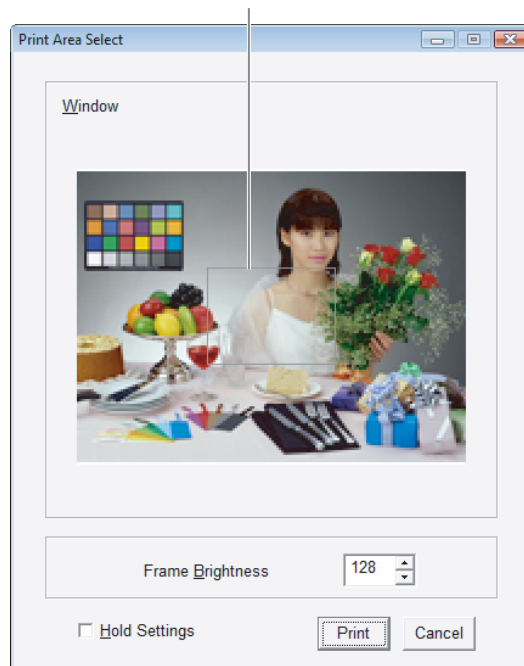 Print Area Select
Window
Frame Brightness
128
Hold Settings
Print
Cancel